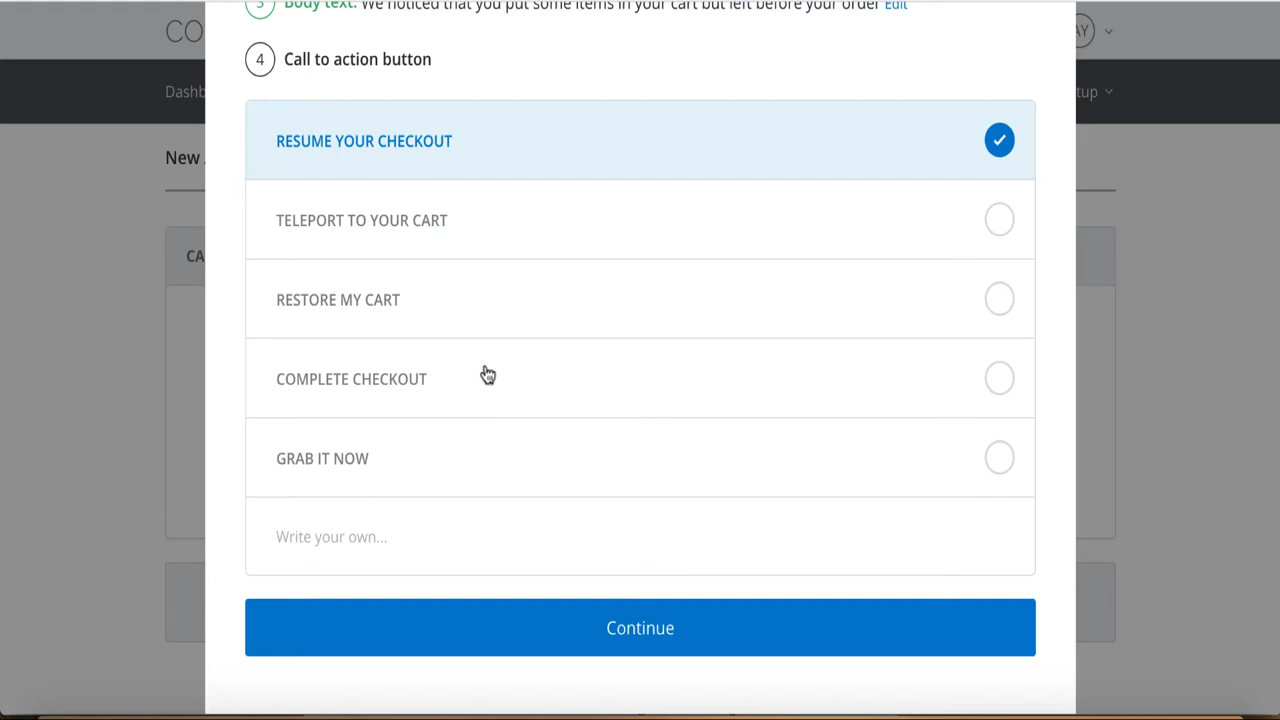 3 Body text: We noticed that you put some items in your cart but left before your order Edit
CO
AY
4 Call to action button
Dashb
tup
RESUME YOUR CHECKOUT
New
TELEPORT TO YOUR CART
CA
RESTORE MY CART
COMPLETE CHECKOUT
GRAB IT NOW
Write your own...
Continue